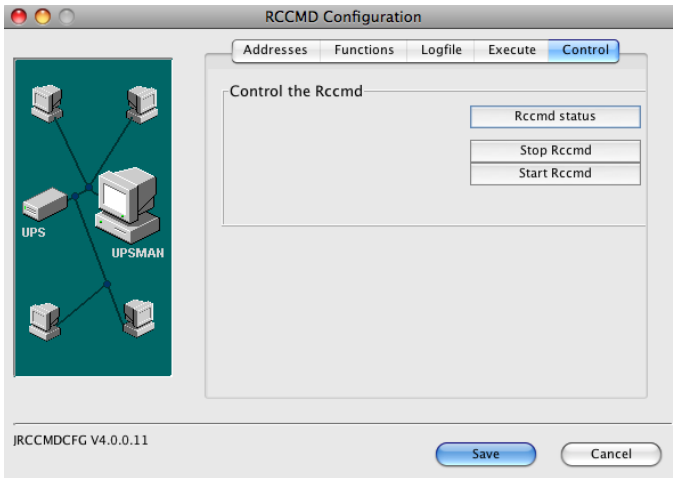 RCCMD Configuration
Addresses Functions Logfile Execute Control
Control the Rccmd
Rccmd status
Stop Rccmd
Start Rccmd
UPS
UPSMAN
JRCCMDCFG V4.0.0.11
Save Cancel